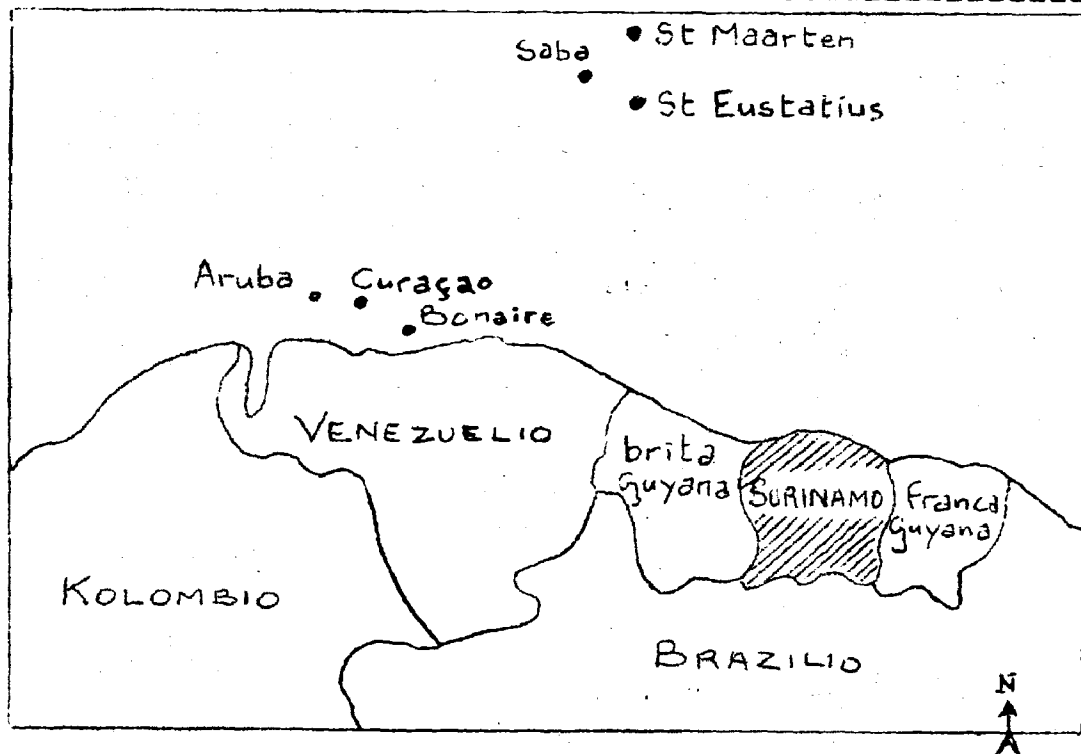 St Maarten
Saba
St Eustatius
Aruba
Curaçao
Bonaire
VENEZUELIO
brita
Guyana
SURINAMO
Franca
Guyana
KOLOMBIO
BRAZILIO
N